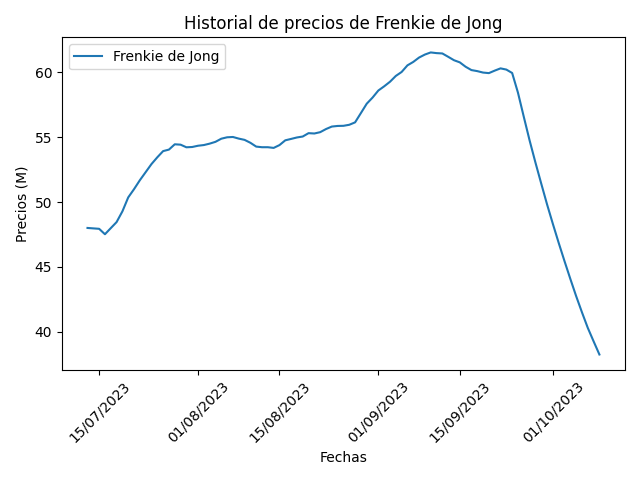 Historial de precios de Frenkie de Jong
Frenkie de Jong
Precios (M)
60
55
50
45
40
15/07/2023
01/08/2023
15/08/2023
01/09/2023
15/09/2023
01/10/2023
Fechas